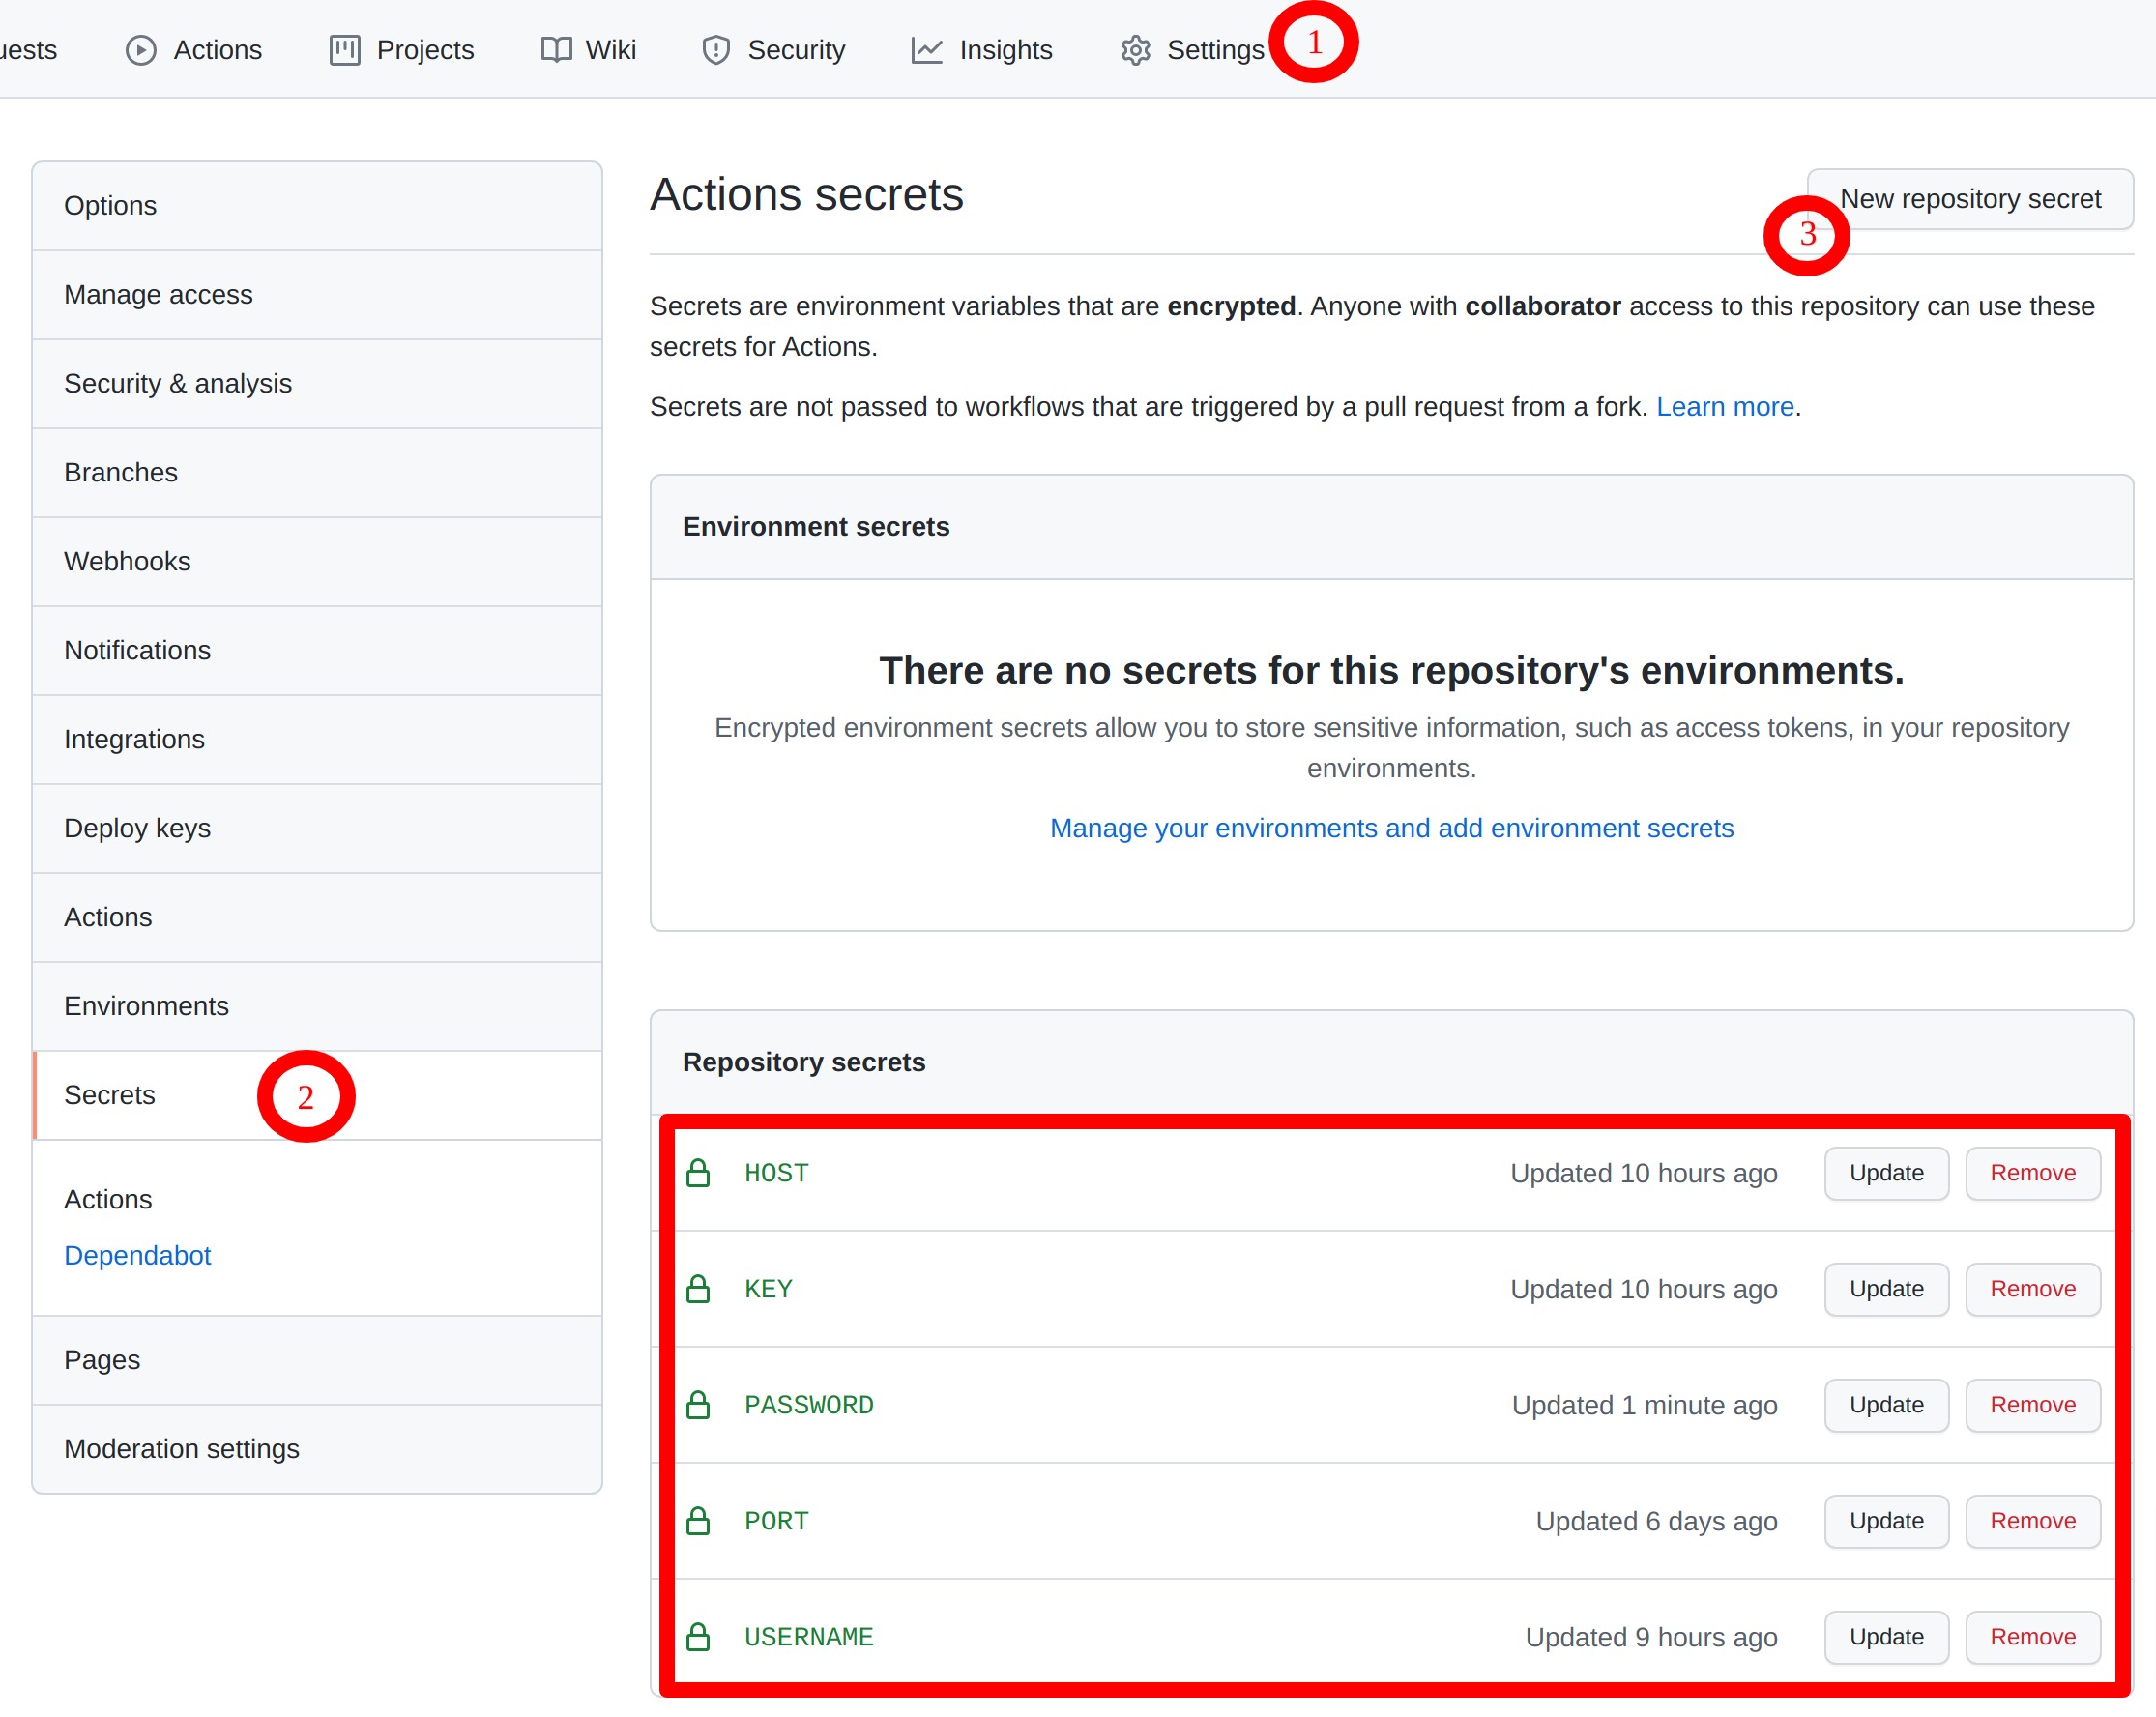 uests Actions Projects Wiki Security Insights Settings 1
Options
Manage access
Security & analysis
Branches
Webhooks
Notifications
Integrations
Deploy keys
Actions
Environments
Secrets 2
Actions
Dependabot
Pages
Moderation settings
Actions secrets
New repository secret
3
Secrets are environment variables that are encrypted. Anyone with collaborator access to this repository can use these
secrets for Actions.
Secrets are not passed to workflows that are triggered by a pull request from a fork. Learn more.
Environment secrets
There are no secrets for this repository's environments.
Encrypted environment secrets allow you to store sensitive information, such as access tokens, in your repository
environments.
Manage your environments and add environment secrets
Repository secrets
HOST Updated 10 hours ago Update Remove
KEY Updated 10 hours ago Update Remove
PASSWORD Updated 1 minute ago Update Remove
PORT Updated 6 days ago Update Remove
USERNAME Updated 9 hours ago Update Remove